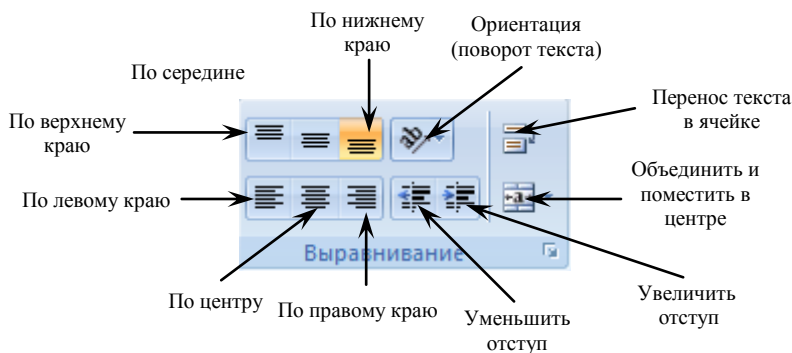 По нижнему
краю
Ориентация
(поворот текста)
По середине
Перенос текста
в ячейке
По верхнему
краю
Объединить и
поместить в
центре
По левому краю
ab
a
Выравнивание
По центру
По правому краю
Уменьшить
отступ
Увеличить
отступ